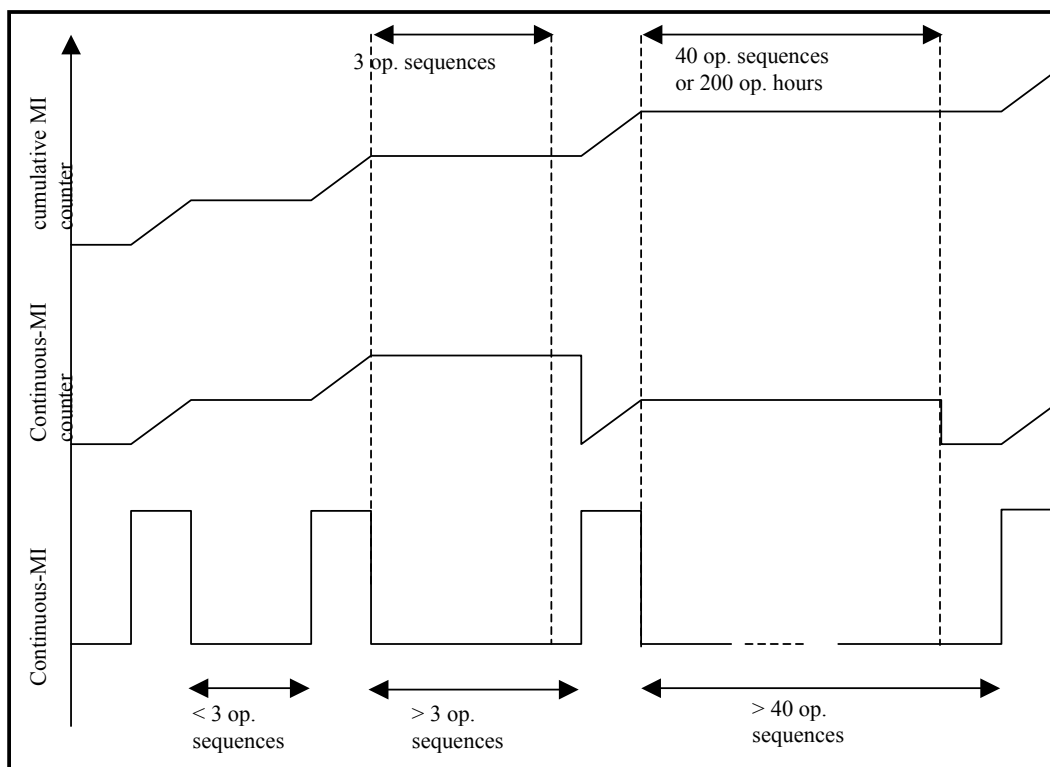 3 op. sequences
40 op. sequences
or 200 op. hours
cumulative MI
counter
Continuous-MI
counter
Continuous-MI
< 3 op.
sequences
> 3 op.
sequences
> 40 op.
sequences